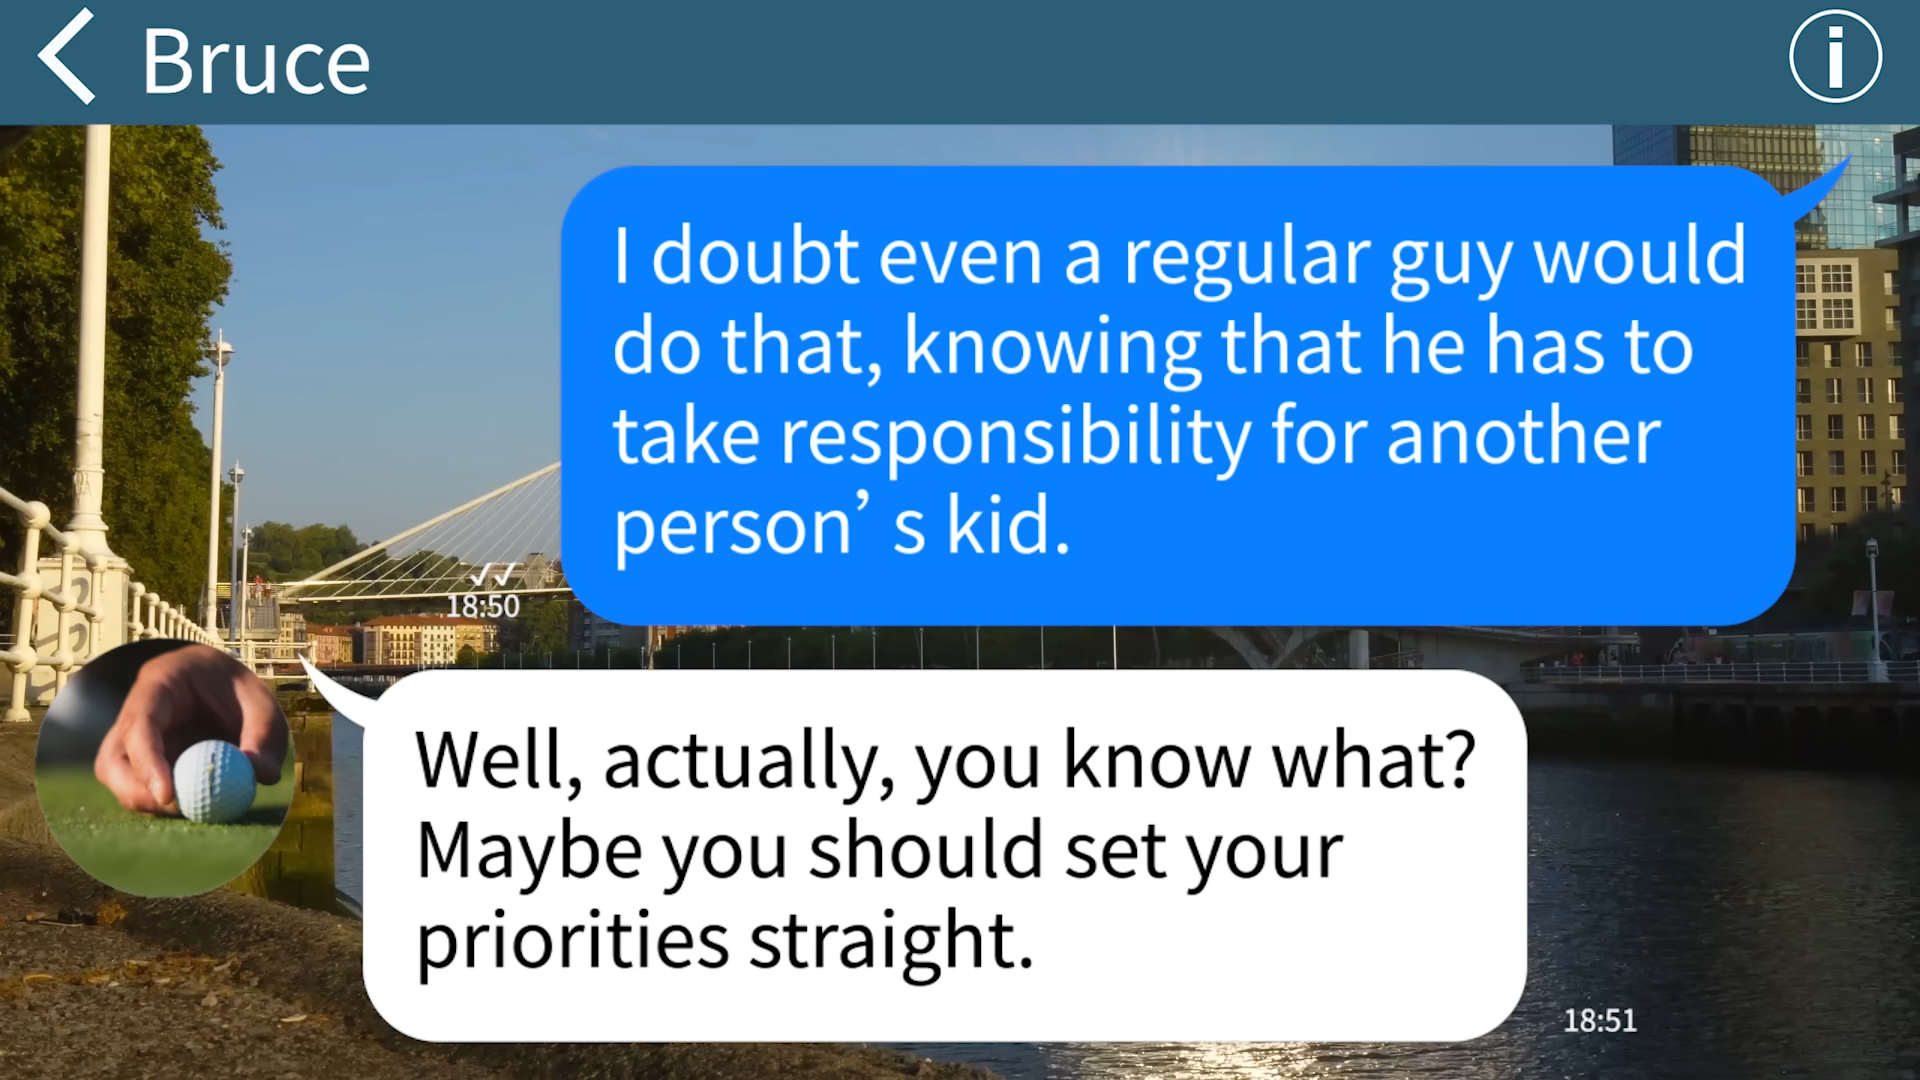 Bruce
I doubt even a regular guy would
do that, knowing that he has to
take responsibility for another
person’s kid.
18:50
Well, actually, you know what?
Maybe you should set your
priorities straight.
18:51